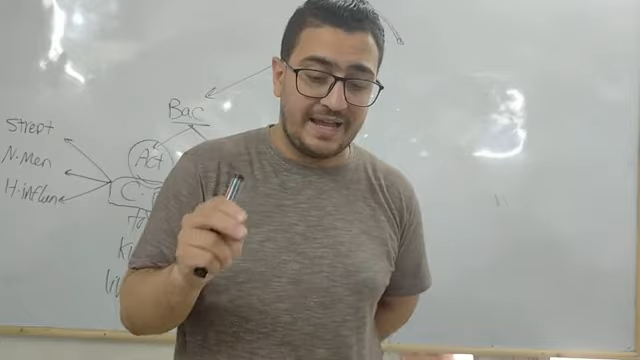 Bac
Strept
Act
N.Men
C.
H.influen